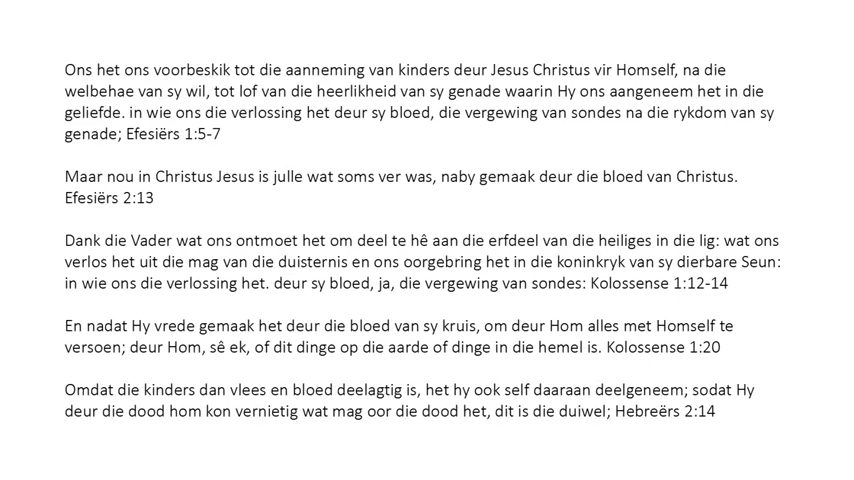 Ons het ons voorbeskik tot die aanneming van kinders deur Jesus Christus vir Homself, na die
welbehae van sy wil, tot lof van die heerlikheid van sy genade waarin Hy ons aangeneem het in die
geliefde. in wie ons die verlossing het deur sy bloed, die vergewing van sondes na die rykdom van sy
genade; Efesiërs 1:5-7
Maar nou in Christus Jesus is julle wat soms ver was, naby gemaak deur die bloed van Christus.
Efesiërs 2:13
Dank die Vader wat ons ontmoet het om deel te hê aan die erfdeel van die heiliges in die lig: wat ons
verlos het uit die mag van die duisternis en ons oorgebring het in die koninkryk van sy dierbare Seun:
in wie ons die verlossing het. deur sy bloed, ja, die vergewing van sondes: Kolossense 1:12-14
En nadat Hy vrede gemaak het deur die bloed van sy kruis, om deur Hom alles met Homself te
versoen; deur Hom, sê ek, of dit dinge op die aarde of dinge in die hemel is. Kolossense 1:20
Omdat die kinders dan vlees en bloed deelagtig is, het hy ook self daaraan deelgeneem; sodat Hy
deur die dood hom kon vernietig wat mag oor die dood het, dit is die duiwel; Hebreërs 2:14